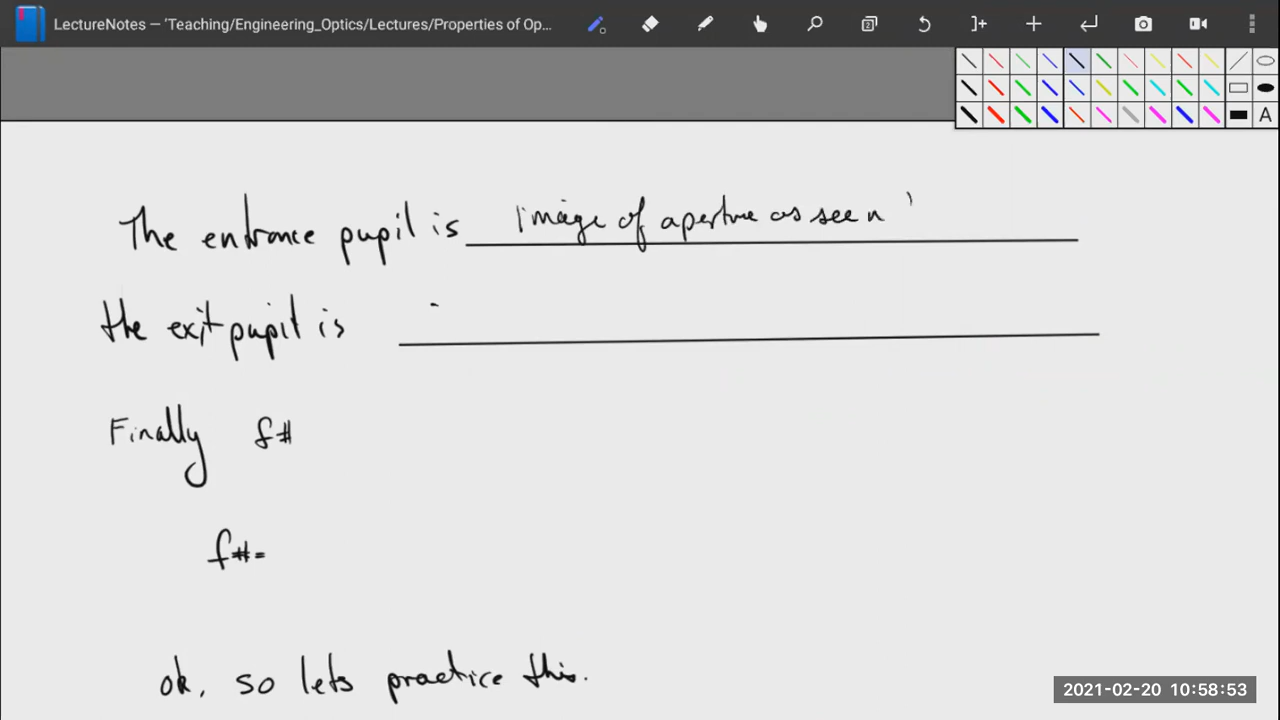 LectureNotes — 'Teaching/Engineering_Optics/Lectures/Properties of Op...
A
The entrance pupil is image of aperture as seen
the exit pupil is
Finally f#
f#=
ok, so lets practice this.
2021-02-20 10:58:53